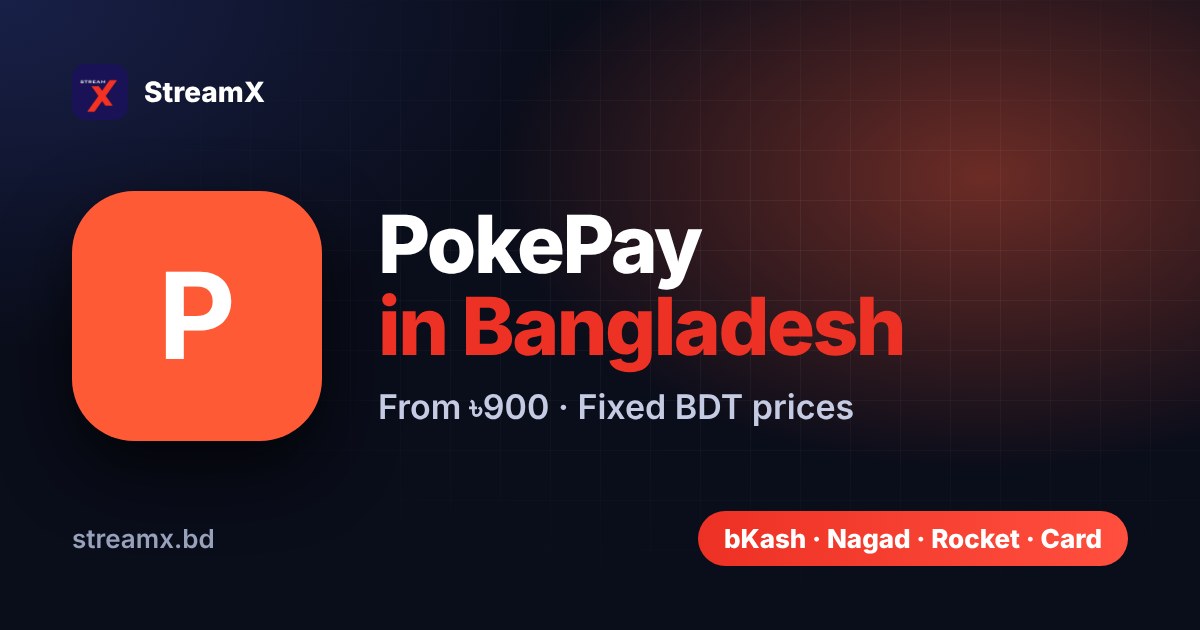 STREAM
X
StreamX
P
PokePay
in Bangladesh
From ৳900 · Fixed BDT prices
streamx.bd
bKash · Nagad · Rocket · Card